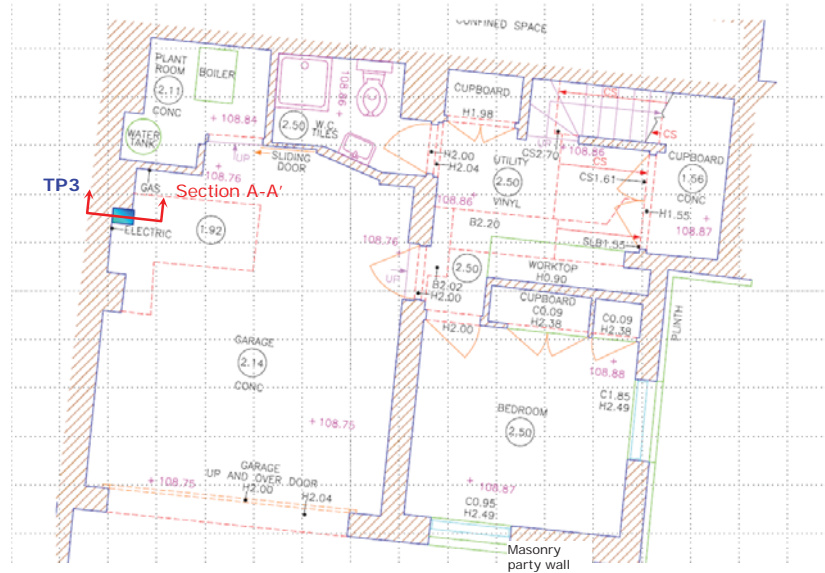 CONFINED SPACE
PLANT
ROOM
2.11
CONC
BOILER
WATER
TANK
108.84
UP
108.76
SLIDING
DOOR
2.50
W.C.
TILES
108.86
CUPBOARD
H1.98
CS
UP
CS2.70
108.86
CS
CS
H2.00
H2.04
UTILITY
2.50
VINYL
108.86
B2.20
CS1.61
CUPBOARD
1.56
CONC
H1.55
108.87
SLB1.55
TP3
GAS
Section A-A'
ELECTRIC
1.92
108.76
UP
B2.02
H2.00
2.50
WORKTOP
H0.90
CUPBOARD
C0.09
H2.38
C0.09
H2.38
H2.00
PLINTH
GARAGE
2.14
CONC
108.88
C1.85
H2.49
BEDROOM
2.50
108.75
108.75
GARAGE
UP AND OVER DOOR
H2.00
H2.04
108.87
C0.95
H2.49
Masonry
party wall